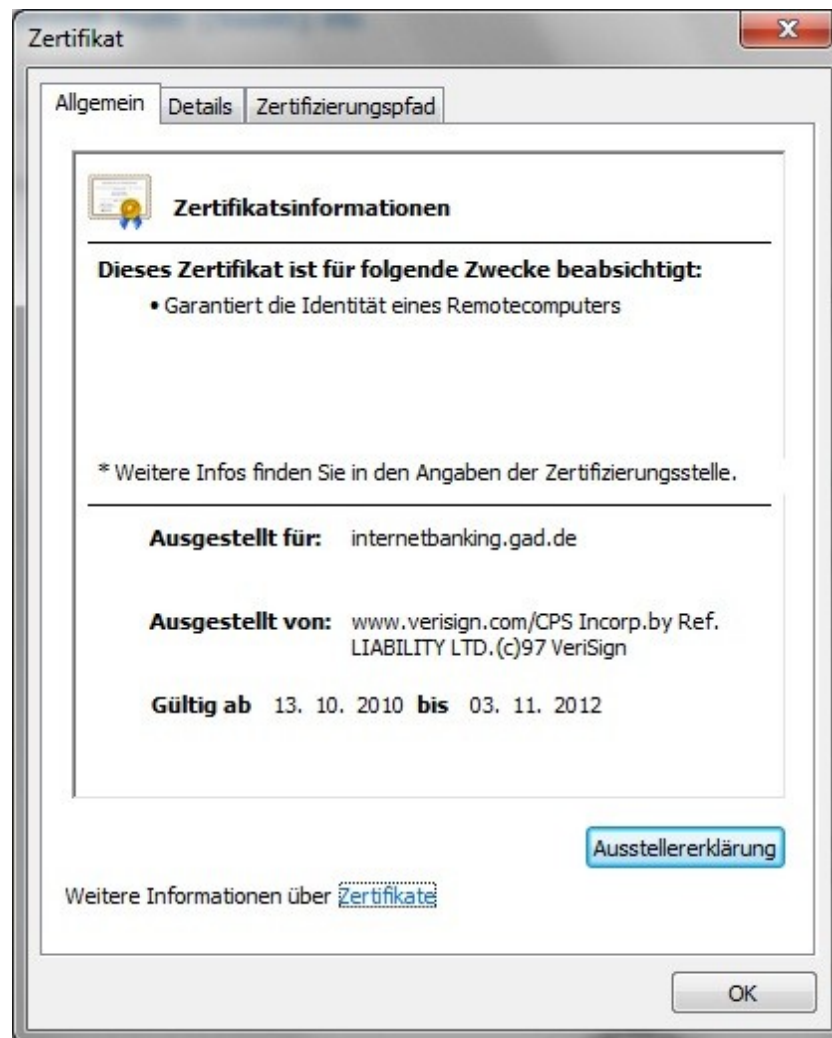 Zertifikat
Allgemein Details Zertifizierungspfad
Zertifikatsinformationen
Dieses Zertifikat ist für folgende Zwecke beabsichtigt:
• Garantiert die Identität eines Remotecomputers
* Weitere Infos finden Sie in den Angaben der Zertifizierungsstelle.
Ausgestellt für: internetbanking.gad.de
Ausgestellt von: www.verisign.com/CPS Incorp.by Ref.
LIABILITY LTD.(c)97 VeriSign
Gültig ab 13. 10. 2010 bis 03. 11. 2012
Ausstellererklärung
Weitere Informationen über Zertifikate
OK